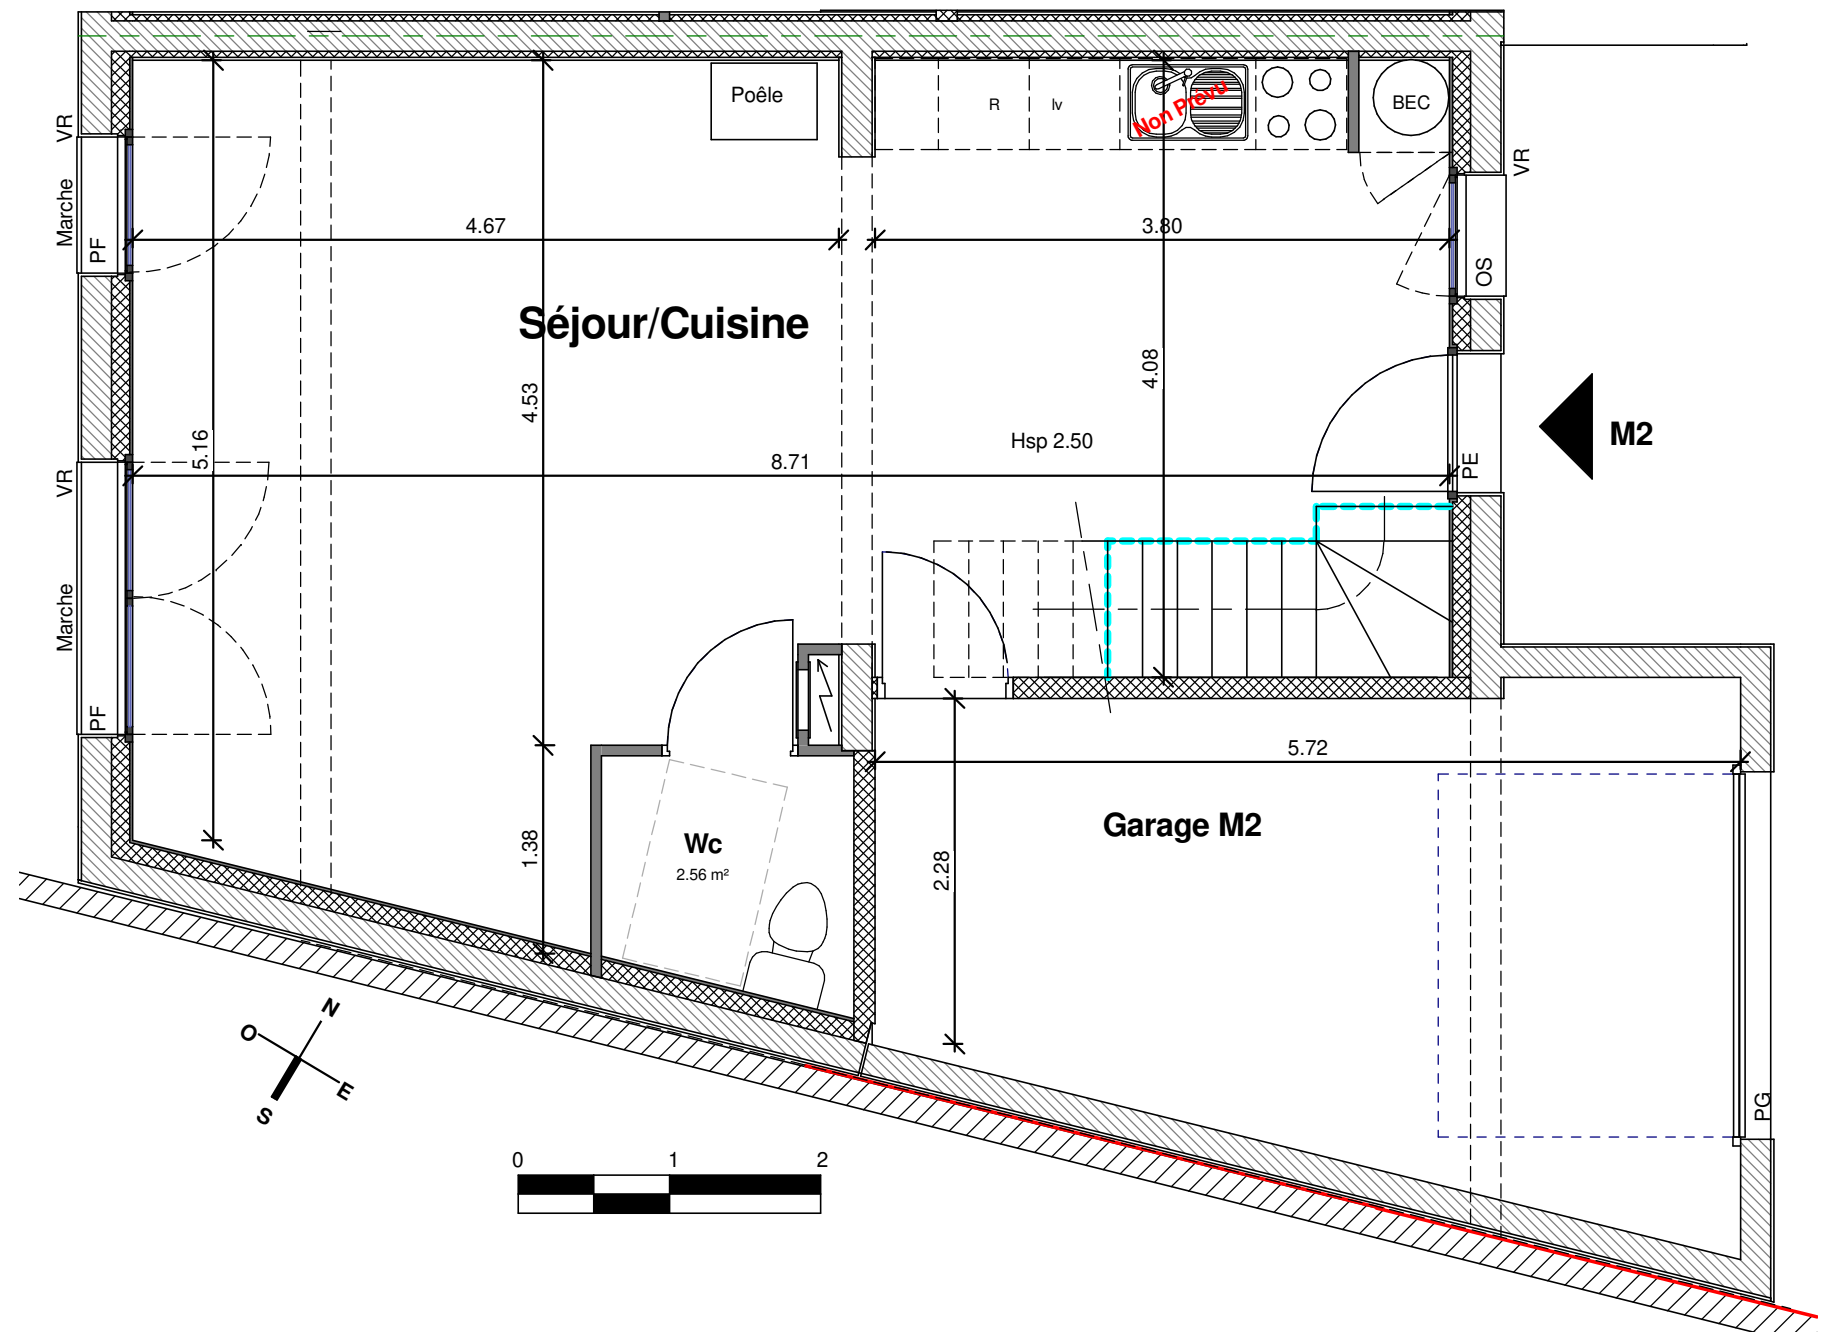 Poêle
R
lv
Non Prévu
BEC
VR
Marche
PF
VR
OS
4.67
3.80
Séjour/Cuisine
4.53
4.08
5.16
Hsp 2.50
8.71
PE
M2
VR
Marche
PF
5.72
Garage M2
Wc
2.56 m²
1.38
2.28
PG
N
O
E
S
0
1
2